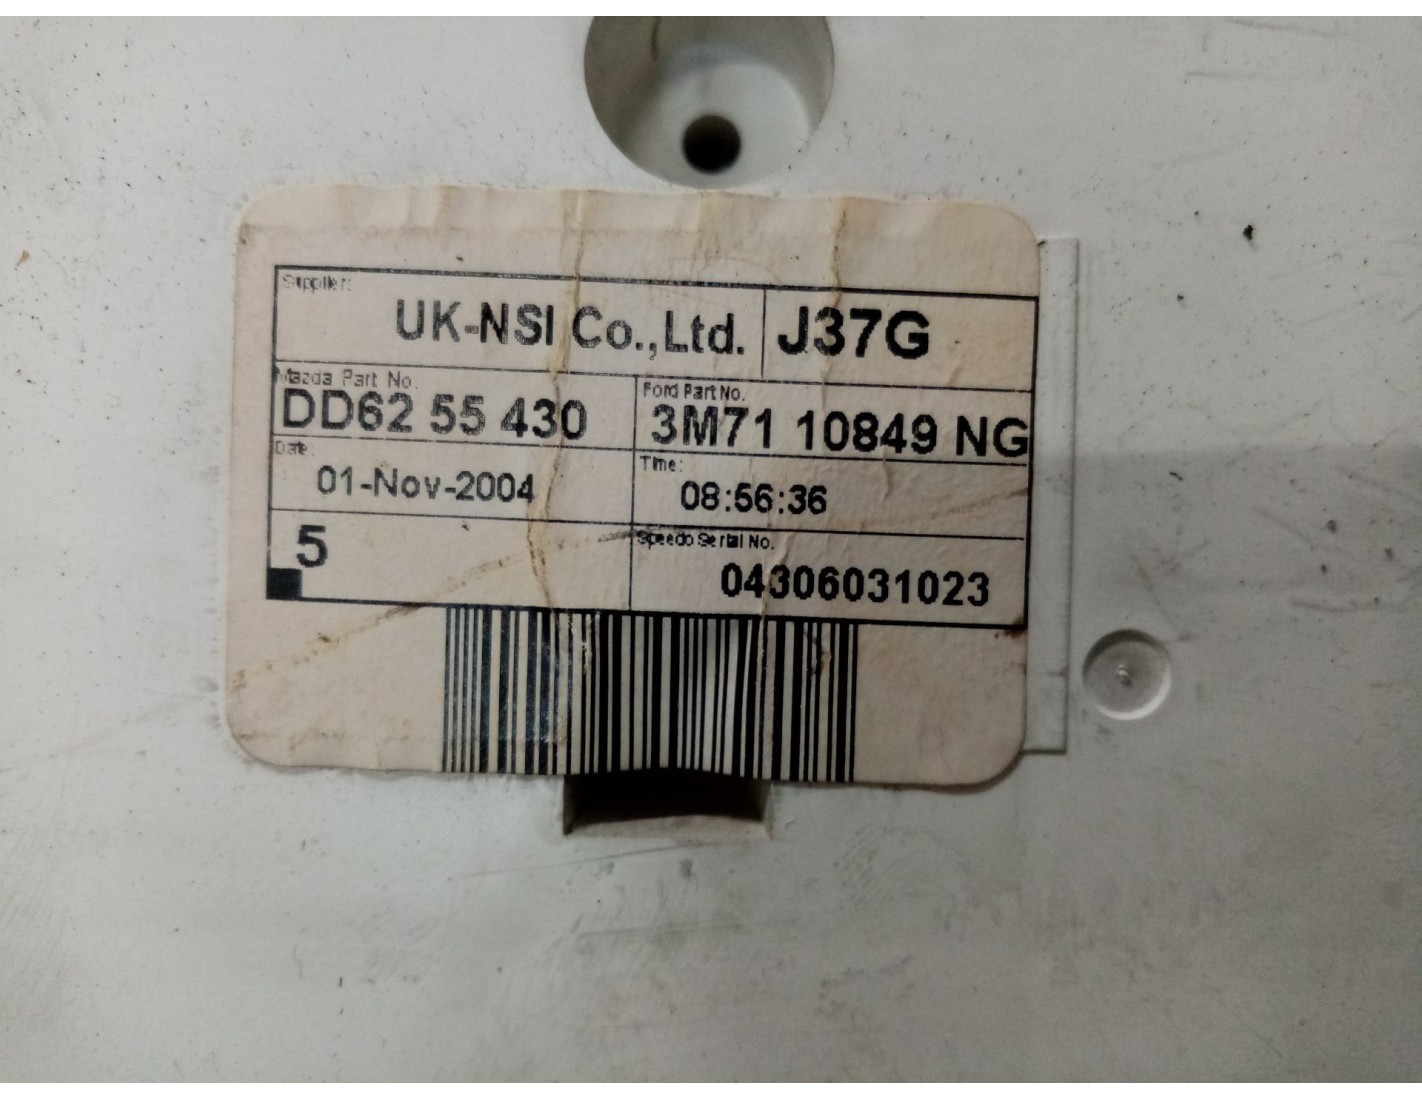 Supplier:
UK-NSI Co.,Ltd. J37G
Mazda Part No. Ford Part No.
DD62 55 430 3M71 10849 NG
Date: Time:
01-Nov-2004 08:56:36
5 Speedo Serial No.
04306031023